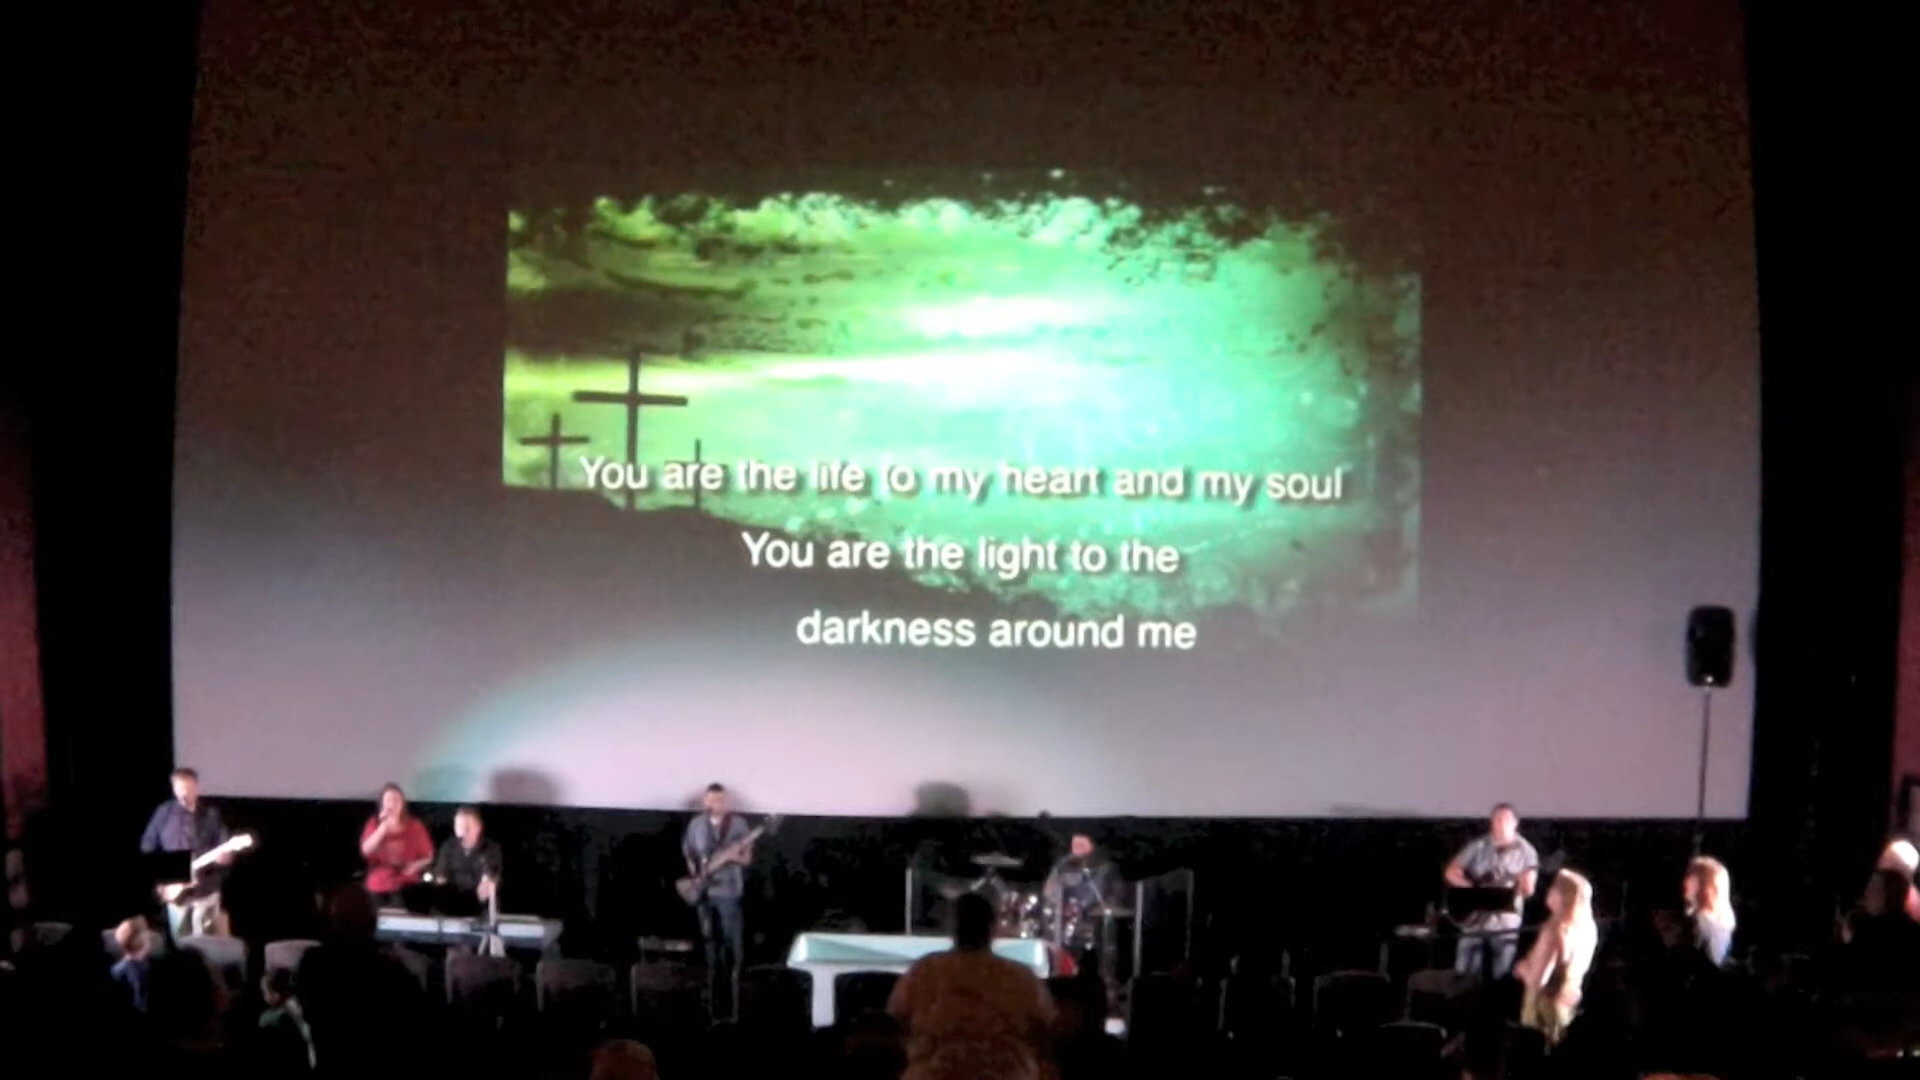 You are the life to my heart and my soul
You are the light to the
darkness around me